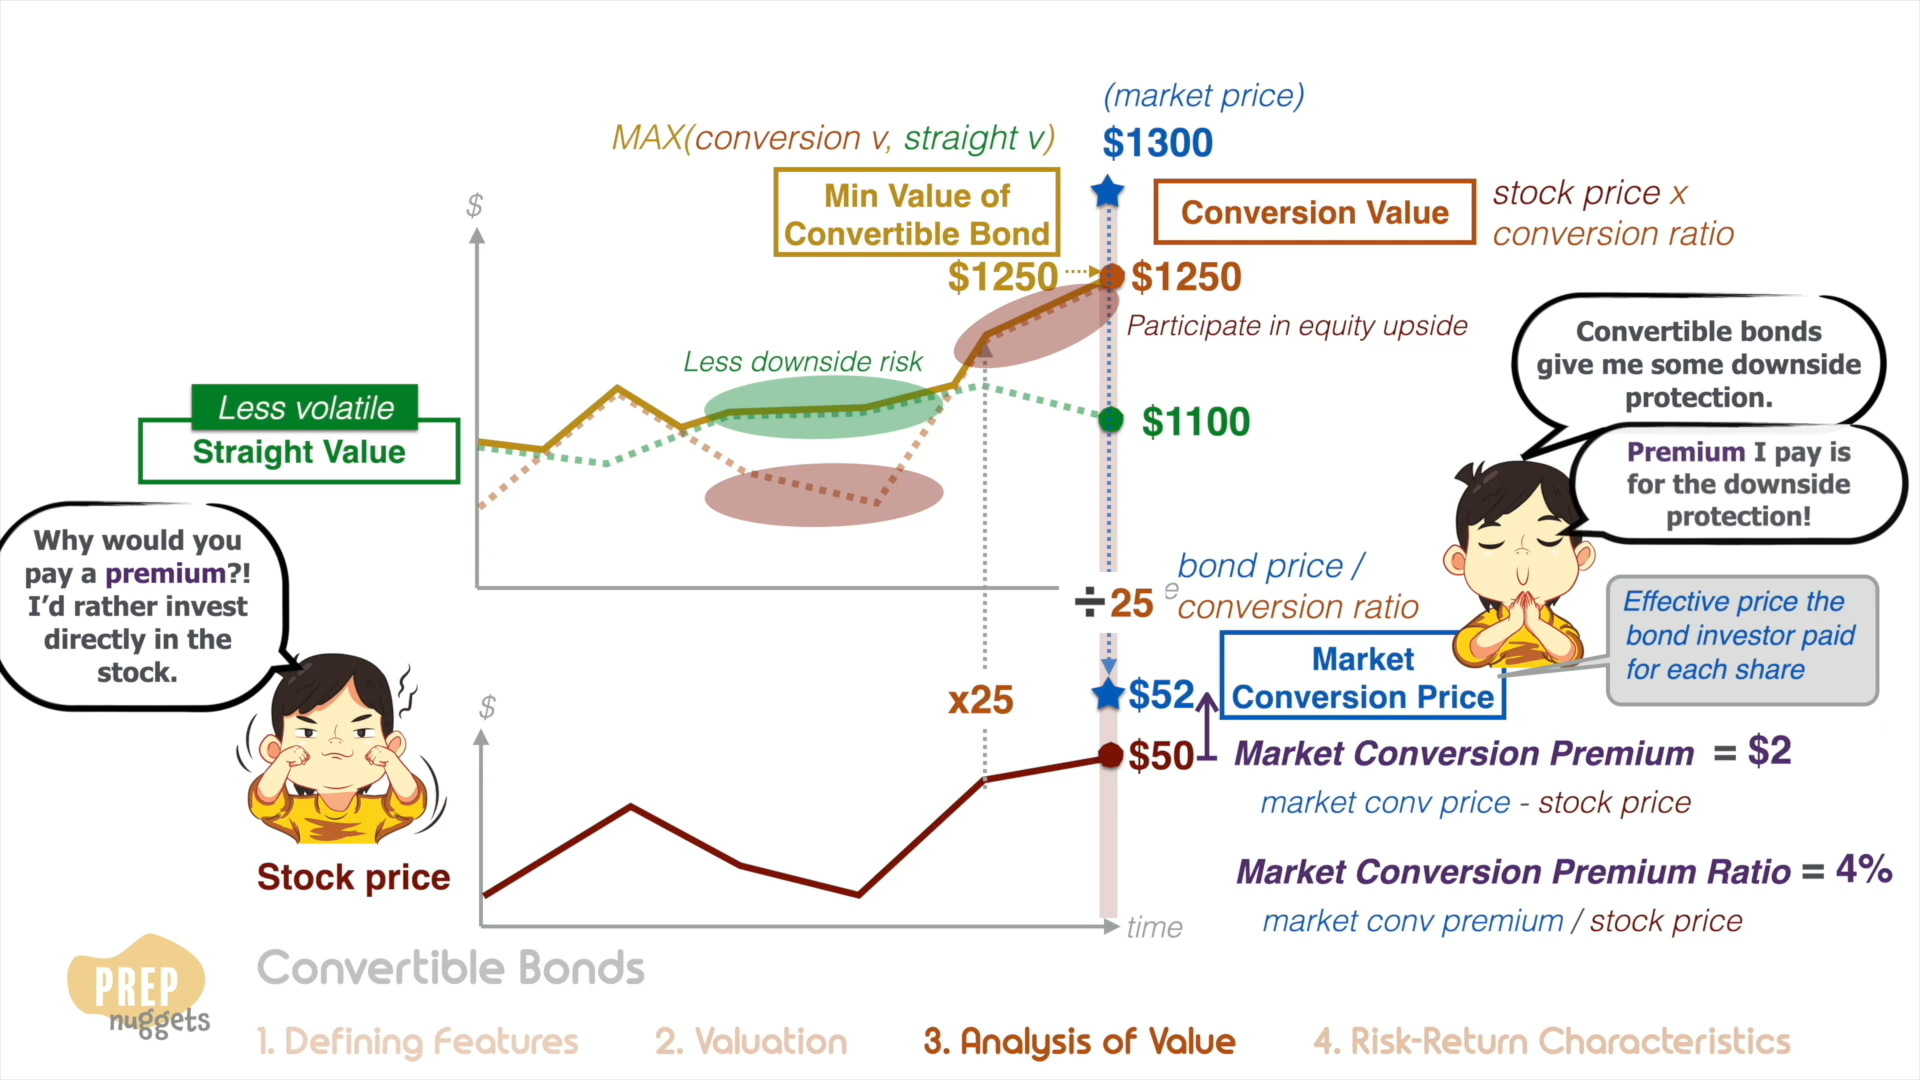 (market price)
$1300
MAX(conversion v, straight v)
Min Value of
Convertible Bond
Conversion Value
stock price x
conversion ratio
$
$1250
$1250
Participate in equity upside
Less downside risk
Less volatile
Straight Value
$1100
Convertible bonds
give me some downside
protection.
Premium I pay is
for the downside
protection!
Why would you
pay a premium?!
I'd rather invest
directly in the
stock.
÷25
e
bond price /
conversion ratio
Effective price the
bond investor paid
for each share
Market
Conversion Price
x25
$52
$
$50
Market Conversion Premium = $2
market conv price - stock price
Stock price
Market Conversion Premium Ratio = 4%
market conv premium / stock price
time
PREP
nuggets
Convertible Bonds
1. Defining Features
2. Valuation
3. Analysis of Value
4. Risk-Return Characteristics